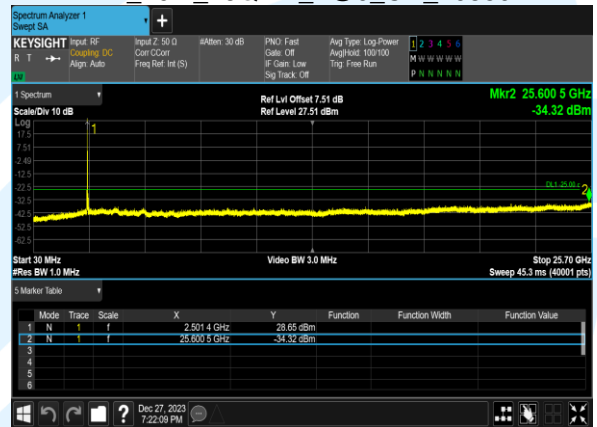 Spectrum Analyzer 1
Swept SA
KEYSIGHT Input: RF Input Z: 50 Ω #Atten: 30 dB PNO: Fast Avg Type: Log-Power 1 2 3 4 5 6
R T Coupling: DC Corr CCorr Gate: Off Avg|Hold: 100/100 M W W W W W
Align: Auto Freq Ref: Int (S) IF Gain: Low Trig: Free Run
Sig Track: Off P N N N N N
1 Spectrum
Scale/Div 10 dB
Ref Lvl Offset 7.51 dB
Ref Level 27.51 dBm
Mkr2 25.600 5 GHz
-34.32 dBm
Log
17.5
7.51
-2.49
-12.5
-22.5
-32.5
-42.5
-52.5
-62.5
1
DL1 -25.00
2
Start 30 MHz Video BW 3.0 MHz Stop 25.70 GHz
#Res BW 1.0 MHz Sweep 45.3 ms (40001 pts)
5 Marker Table
Mode Trace Scale X Y Function Function Width Function Value
1 N 1 f 2.501 4 GHz 28.65 dBm
2 N 1 f 25.600 5 GHz -34.32 dBm
3
4
5
6
? Dec 27, 2023
7:22:09 PM